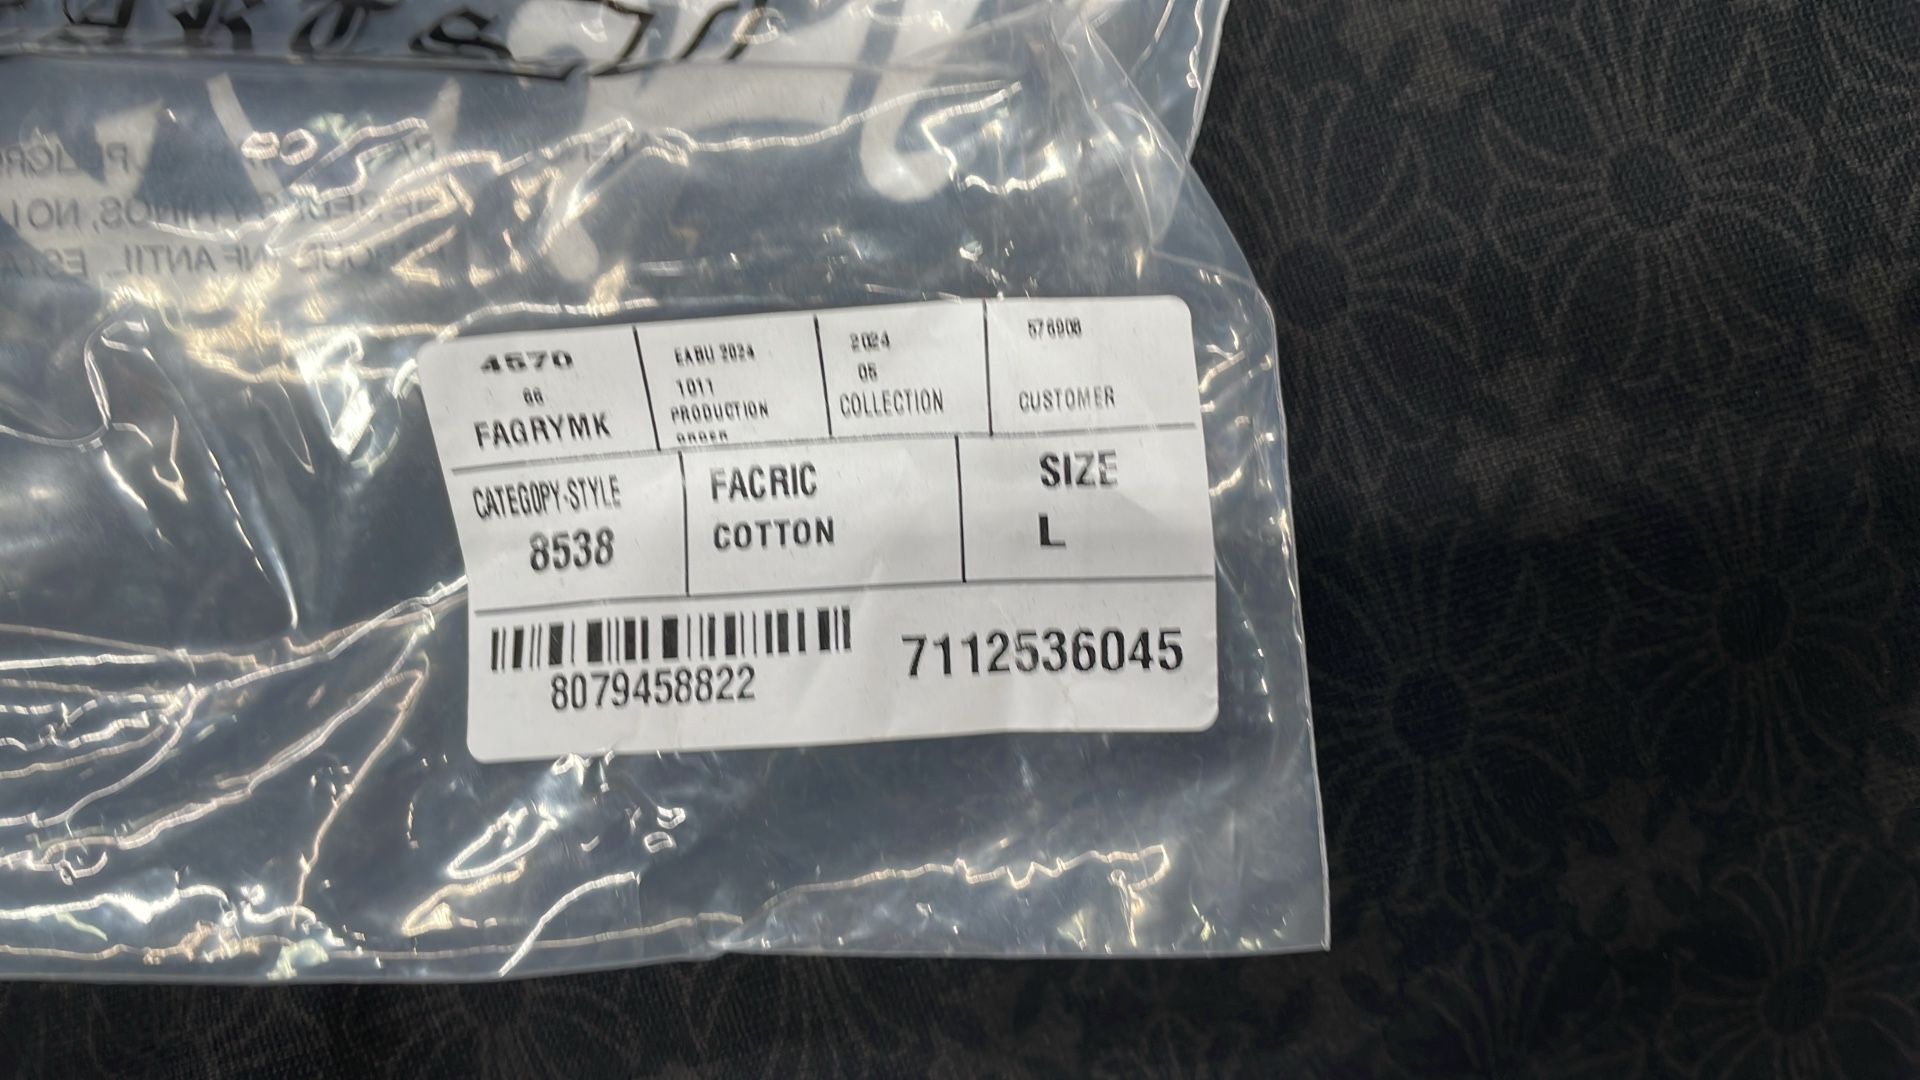 4570
66
FAGRYMK
EABU 2024
1011
PRODUCTION
ORDER
2024
05
COLLECTION
576908
CUSTOMER
CATEGOPY-STYLE
8538
FACRIC
COTTON
SIZE
L
8079458822
7112536045